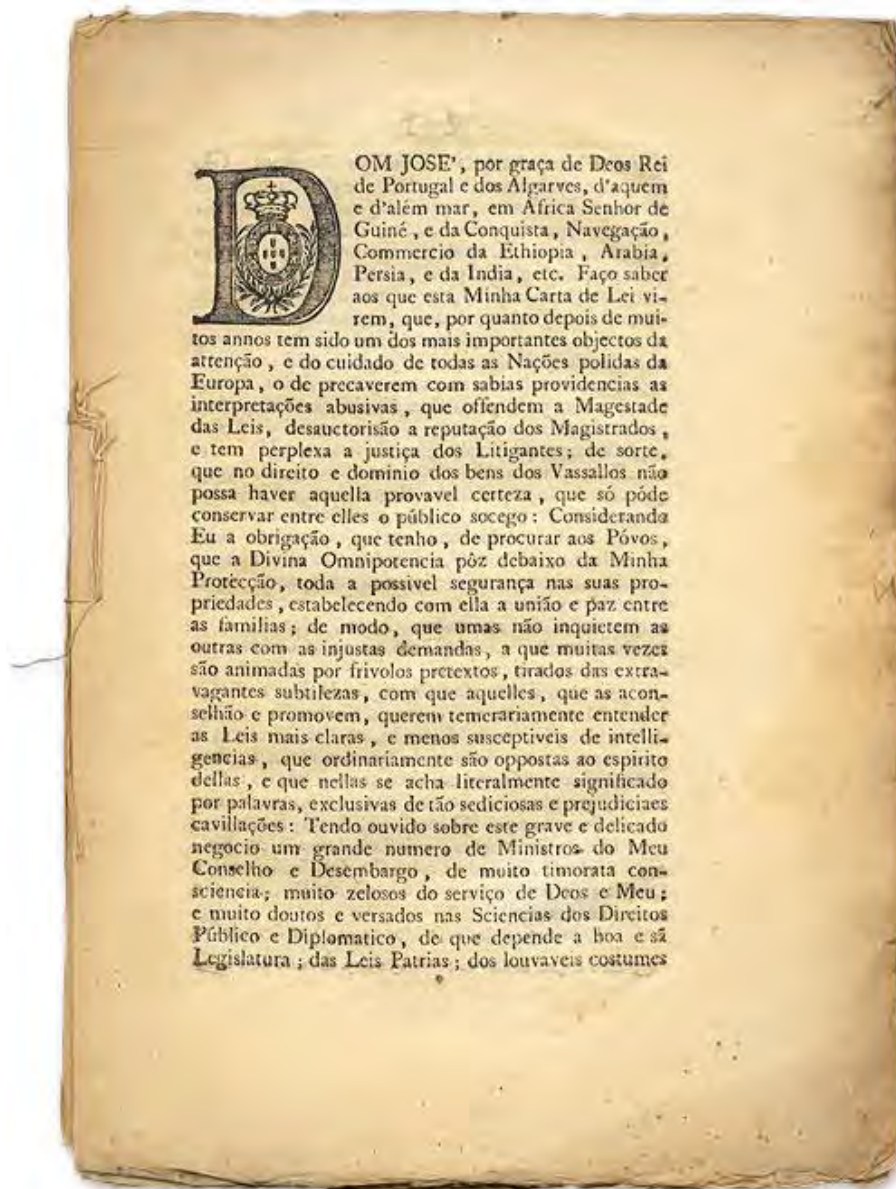 DOM JOSE', por graça de Deos Rei
de Portugal e dos Algarves, d'aquem
e d'além mar, em Africa Senhor de
Guiné, e da Conquista, Navegação,
Commercio da Ethiopia, Arabia,
Persia, e da India, etc. Faço saber
aos que esta Minha Carta de Lei vi-
rem, que, por quanto depois de mui-
tos annos tem sido um dos mais importantes objectos da
attenção, e do cuidado de todas as Nações polidas da
Europa, o de precaverem com sabias providencias as
interpretações abusivas, que offendem a Magestade
das Leis, desauctorisão a reputação dos Magistrados,
e tem perplexa a justiça dos Litigantes; de sorte,
que no direito e dominio dos bens dos Vassallos não
possa haver aquella provavel certeza, que só póde
conservar entre elles o público socego: Considerando
Eu a obrigação, que tenho, de procurar aos Póvos,
que a Divina Omnipotencia pôz debaixo da Minha
Protecção, toda a possivel segurança nas suas pro-
priedades, estabelecendo com ella a união e paz entre
as familias; de modo, que umas não inquietem as
outras com as injustas demandas, a que muitas vezes
são animadas por frivolos pretextos, tirados das extra-
vagantes subtilezas, com que aquelles, que as acon-
selhão e promovem, querem temerariamente entender
as Leis mais claras, e menos susceptiveis de intelli-
gencias, que ordinariamente são oppostas ao espirito
dellas, e que nellas se acha literalmente significado
por palavras, exclusivas de tão sediciosas e prejudiciaes
cavillações: Tendo ouvido sobre este grave e delicado
negocio um grande numero de Ministros do Meu
Conselho e Desembargo, de muito timorata con-
sciencia; muito zelosos do serviço de Deos e Meu;
e muito doutos e versados nas Sciencias dos Direitos
Público e Diplomatico, de que depende a boa e sã
Legislatura; das Leis Patrias; dos louvaveis costumes